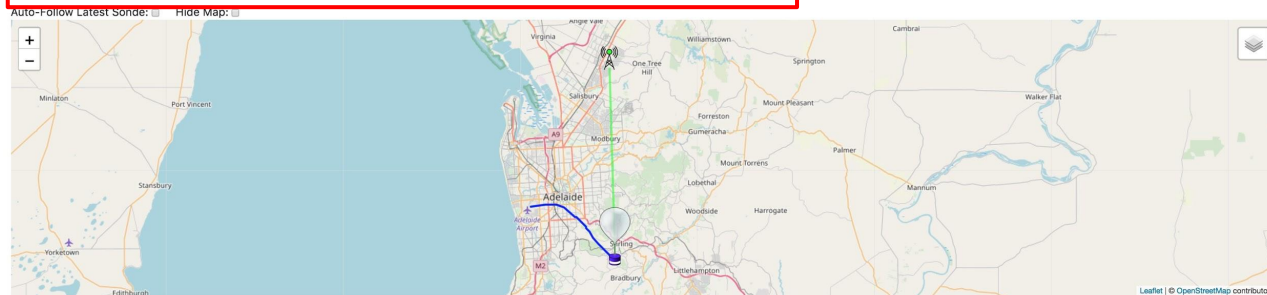 Auto-Follow Latest Sonde: Hide Map:
+
−
Angle Vale
Virginia
Williamstown
Cambrai
One Tree
Hill
Springton
Minlaton
Port Vincent
Salisbury
Mount Pleasant
Walker Flat
Forreston
A9
Modbury
Gumeracha
Palmer
Mount Torrens
Stansbury
Lobethal
Mannum
Adelaide
Woodside
Harrogate
Adelaide
Airport
Yorketown
Stirling
M2
Littlehampton
Bradbury
Edithburgh
Leaflet | © OpenStreetMap contributo